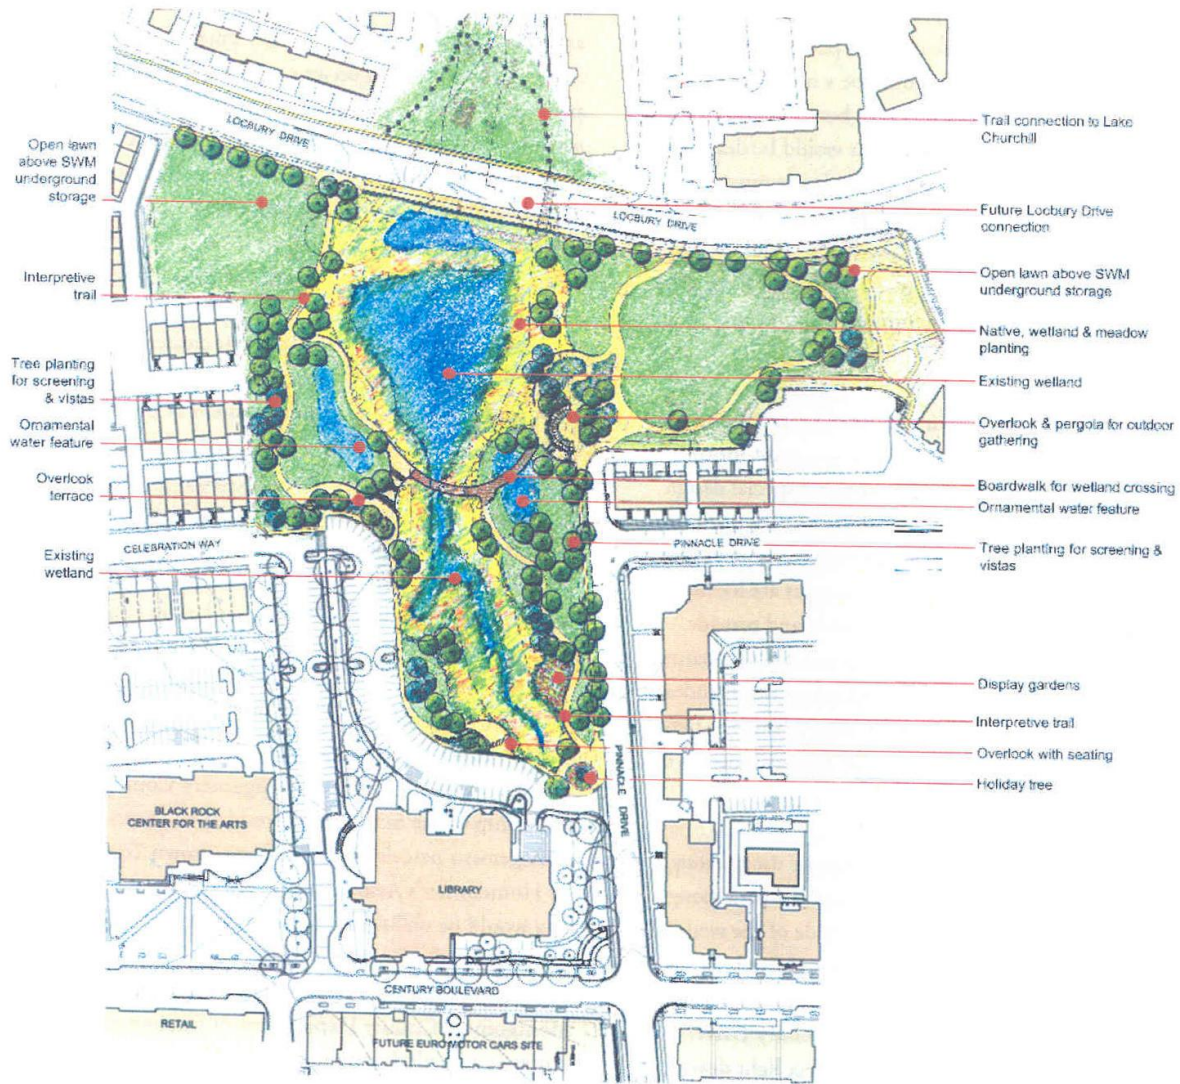 LOCBURY DRIVE
Open lawn
above SWM
underground
storage
Interpretive
trail
Tree planting
for screening
& vistas
Ornamental
water feature
Overlook
terrace
Existing
wetland
Trail connection to Lake
Churchill
Future Locbury Drive
connection
LOCBURY DRIVE
Open lawn above SWM
underground storage
Native, wetland & meadow
planting
Existing wetland
Overlook & pergola for outdoor
gathering
Boardwalk for wetland crossing
Ornamental water feature
Tree planting for screening &
vistas
Display gardens
Interpretive trail
Overlook with seating
Holiday tree
CELEBRATION WAY
PINNACLE DRIVE
PINNACLE DRIVE
BLACK ROCK
CENTER FOR THE ARTS
LIBRARY
CENTURY BOULEVARD
RETAIL
FUTURE EURO MOTOR CARS SITE